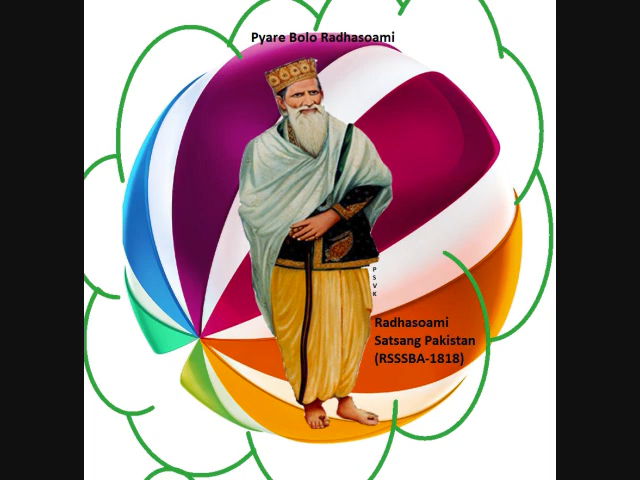 Pyare Bolo Radhasoami
P
S
V
K
Radhasoami
Satsang Pakistan
(RSSSBA-1818)